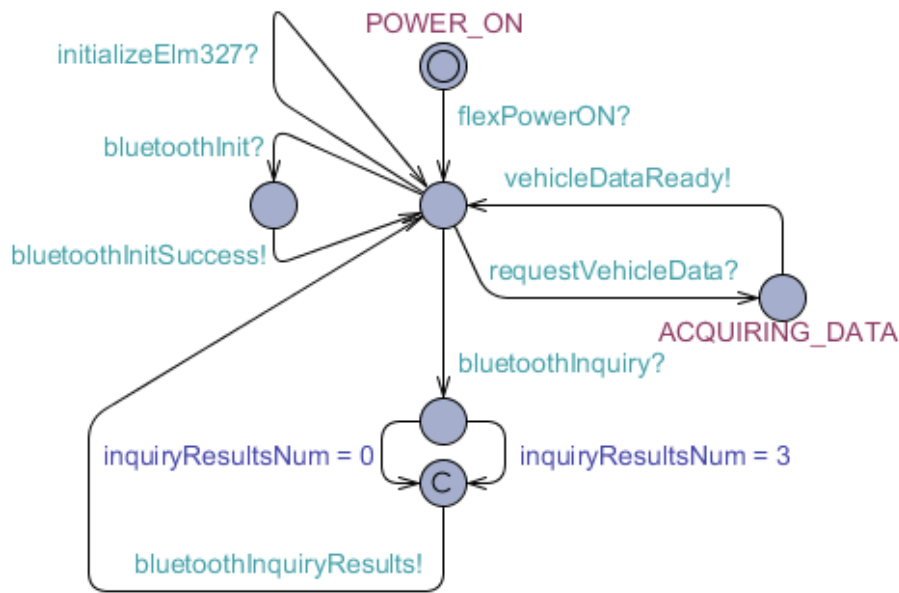 POWER_ON
initializeElm327?
flexPowerON?
bluetoothInit?
vehicleDataReady!
bluetoothInitSuccess!
requestVehicleData?
ACQUIRING_DATA
bluetoothInquiry?
inquiryResultsNum = 0
inquiryResultsNum = 3
C
bluetoothInquiryResults!